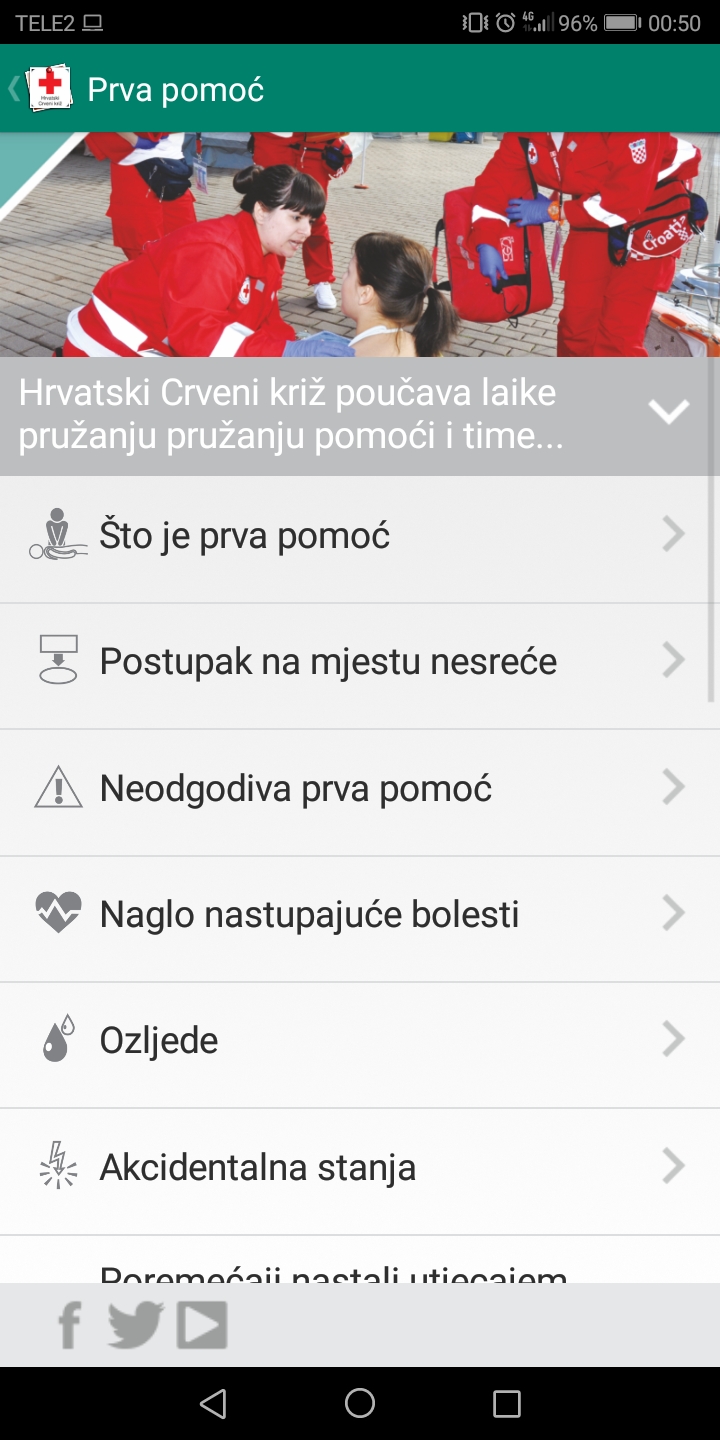 TELE2
4G
96%
00:50
Hrvatski
Crveni križ
Prva pomoć
Croatia
Hrvatski Crveni križ poučava laike
pružanju pružanju pomoći i time...
Što je prva pomoć
Postupak na mjestu nesreće
Neodgodiva prva pomoć
Naglo nastupajuće bolesti
Ozljede
Akcidentalna stanja
Poremećaji nastali utjecajem